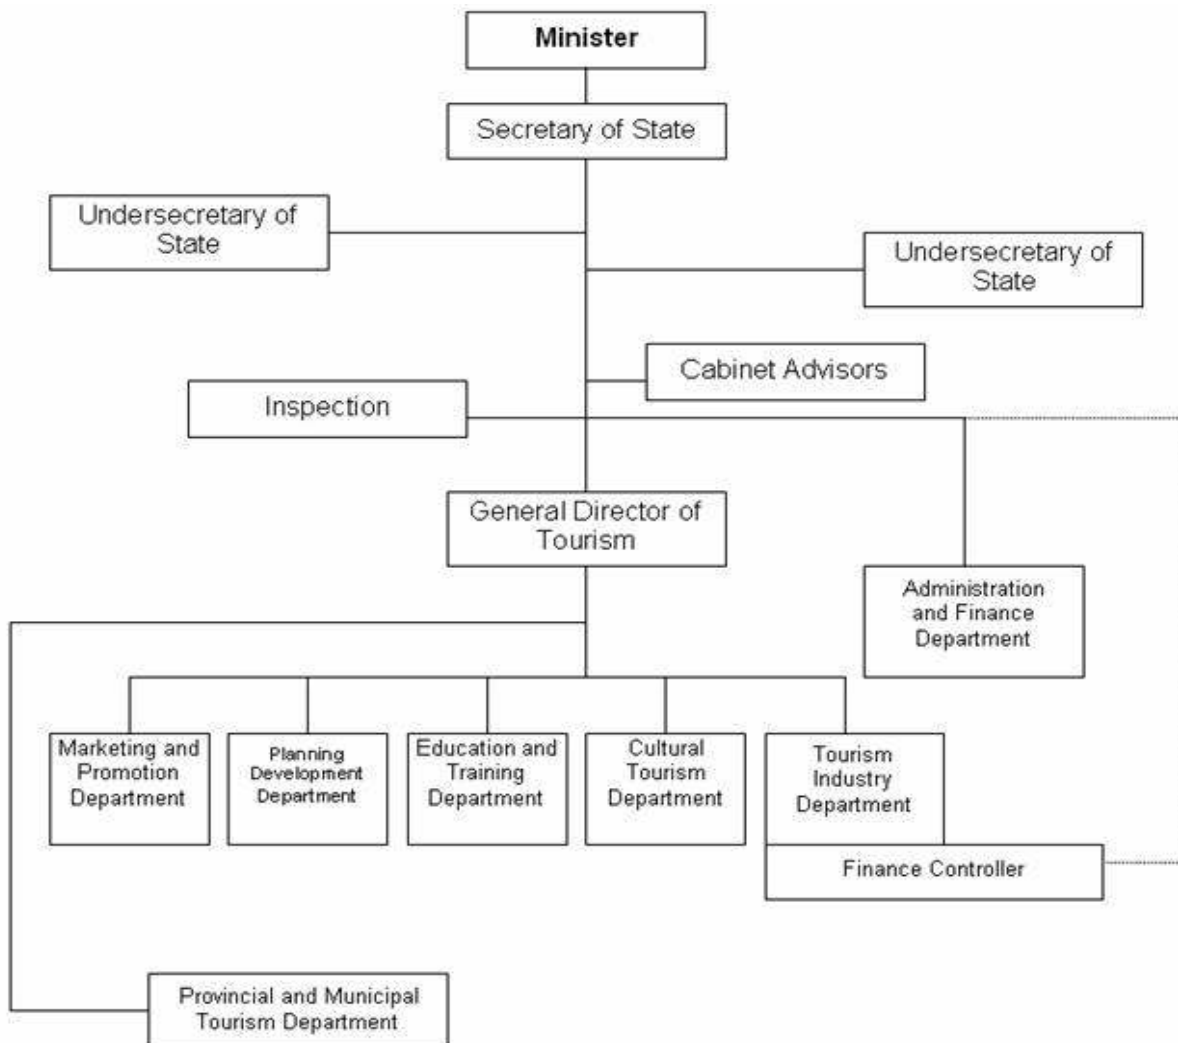 Minister
Secretary of State
Undersecretary of
State
Undersecretary of
State
Cabinet Advisors
Inspection
General Director of
Tourism
Administration
and Finance
Department
Marketing and
Promotion
Department
Planning
Development
Department
Education and
Training
Department
Cultural
Tourism
Department
Tourism
Industry
Department
Finance Controller
Provincial and Municipal
Tourism Department